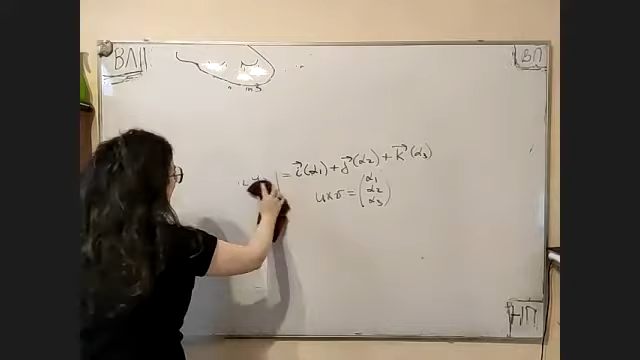 ВЛП
ВП
= i⃗(α₁) + j⃗(α₂) + k⃗(α₃)
u×v = (α₁
α₂
α₃)
НП